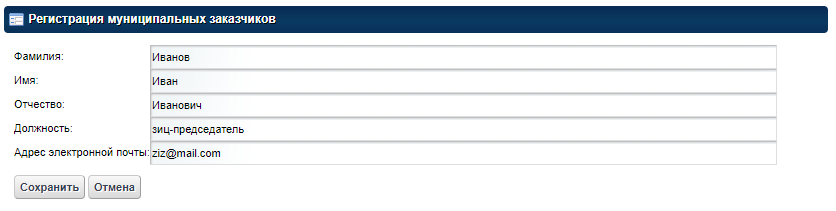 Регистрация муниципальных заказчиков
Фамилия: Иванов
Имя: Иван
Отчество: Иванович
Должность: зиц-председатель
Адрес электронной почты: ziz@mail.com
Сохранить Отмена